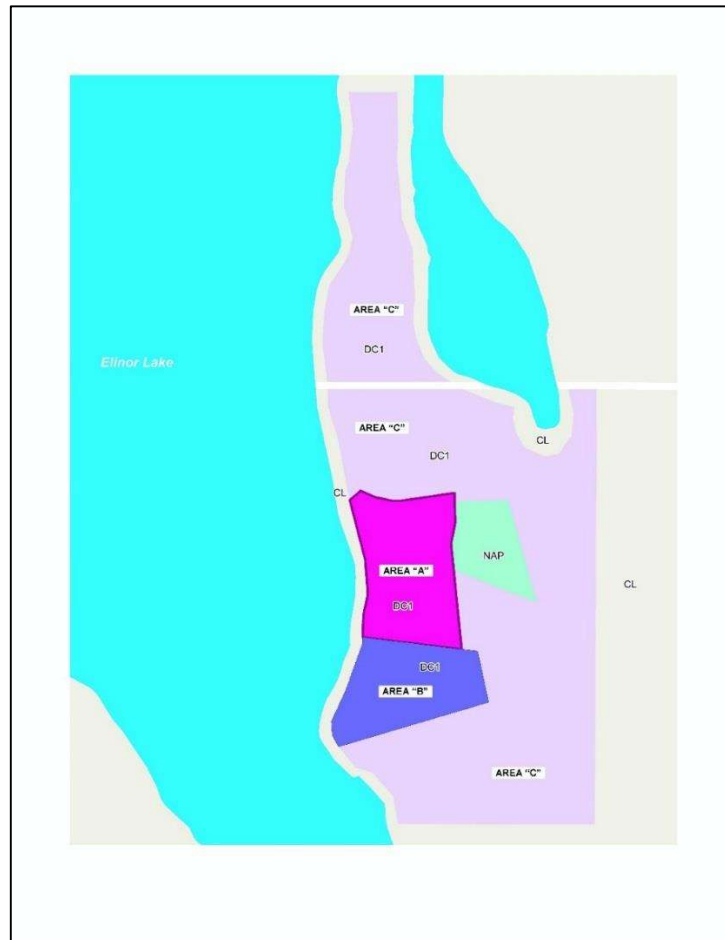 AREA "C"
DC1
Elinor Lake
AREA "C"
DC1
CL
CL
NAP
AREA "A"
CL
DC1
DC1
AREA "B"
AREA "C"